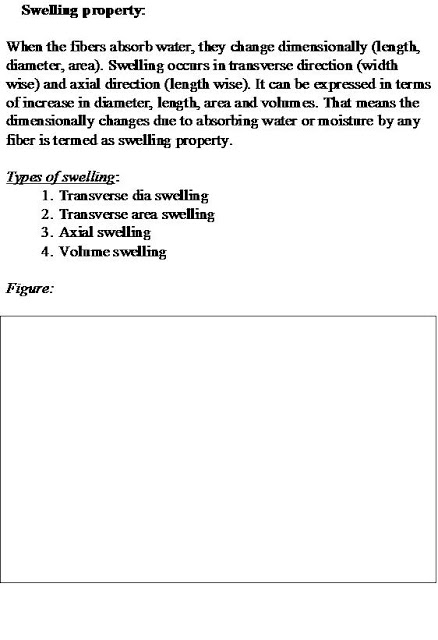 Swelling property:
When the fibers absorb water, they change dimensionally (length,
diameter, area). Swelling occurs in transverse direction (width
wise) and axial direction (length wise). It can be expressed in terms
of increase in diameter, length, area and volumes. That means the
dimensionally changes due to absorbing water or moisture by any
fiber is termed as swelling property.
Types of swelling:
1. Transverse dia swelling
2. Transverse area swelling
3. Axial swelling
4. Volume swelling
Figure: